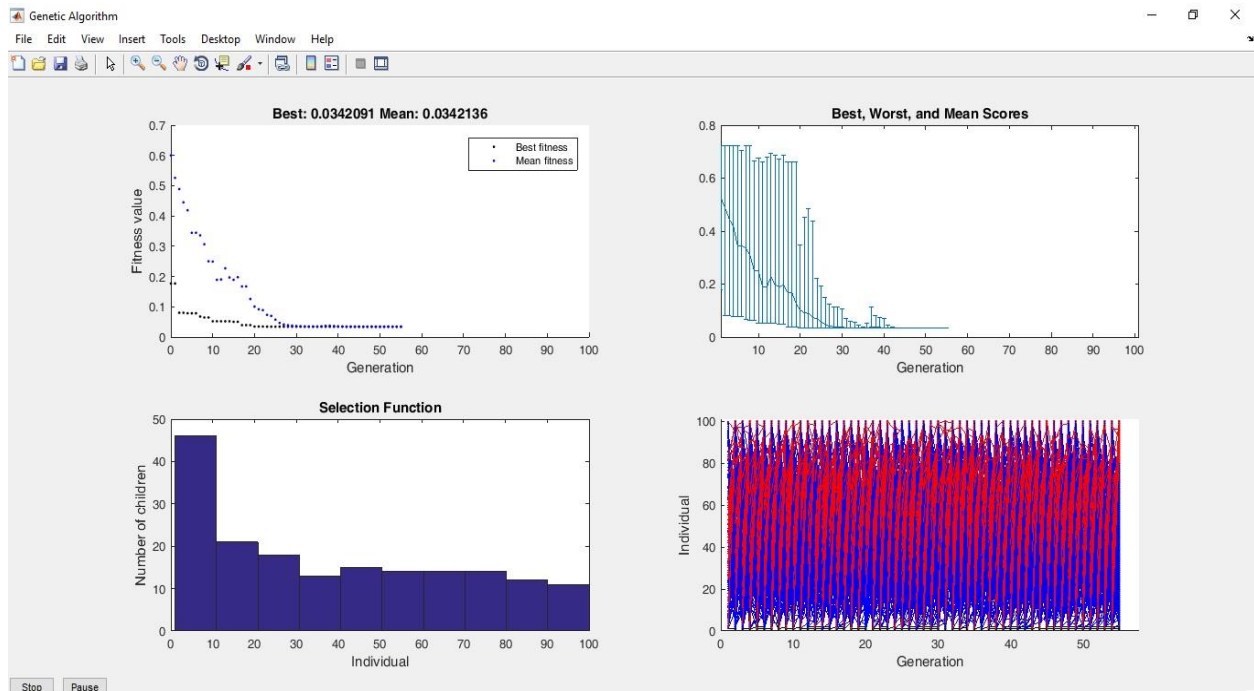 Genetic Algorithm
File Edit View Insert Tools Desktop Window Help
Best: 0.0342091 Mean: 0.0342136
0.7
0.6
0.5
0.4
0.3
0.2
0.1
0
Fitness value
Best fitness
Mean fitness
0 10 20 30 40 50 60 70 80 90 100
Generation
Best, Worst, and Mean Scores
0.8
0.6
0.4
0.2
0
10 20 30 40 50 60 70 80 90 100
Generation
Selection Function
50
40
30
20
10
0
Number of children
0 10 20 30 40 50 60 70 80 90 100
Individual
100
80
60
40
20
0
Individual
10 20 30 40 50
Generation
Stop Pause